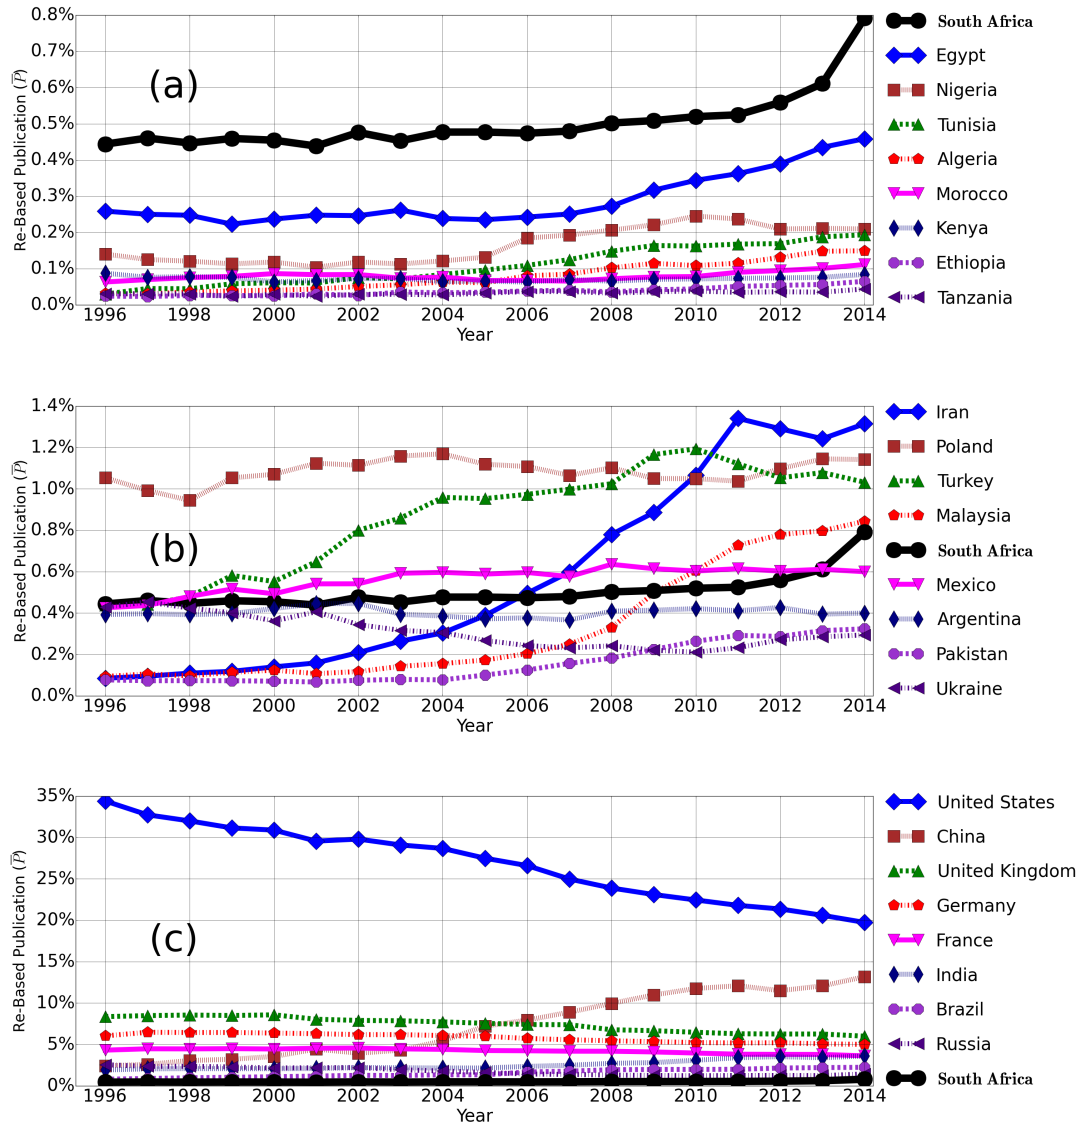 0.8%
0.7%
0.6%
0.5%
0.4%
0.3%
0.2%
0.1%
0.0%
Re-Based Publication (P̅)
(a)
1996 1998 2000 2002 2004 2006 2008 2010 2012 2014
Year
South Africa
Egypt
Nigeria
Tunisia
Algeria
Morocco
Kenya
Ethiopia
Tanzania
1.4%
1.2%
1.0%
0.8%
0.6%
0.4%
0.2%
0.0%
Re-Based Publication (P̅)
(b)
1996 1998 2000 2002 2004 2006 2008 2010 2012 2014
Year
Iran
Poland
Turkey
Malaysia
South Africa
Mexico
Argentina
Pakistan
Ukraine
35%
30%
25%
20%
15%
10%
5%
0%
Re-Based Publication (P̅)
(c)
1996 1998 2000 2002 2004 2006 2008 2010 2012 2014
Year
United States
China
United Kingdom
Germany
France
India
Brazil
Russia
South Africa